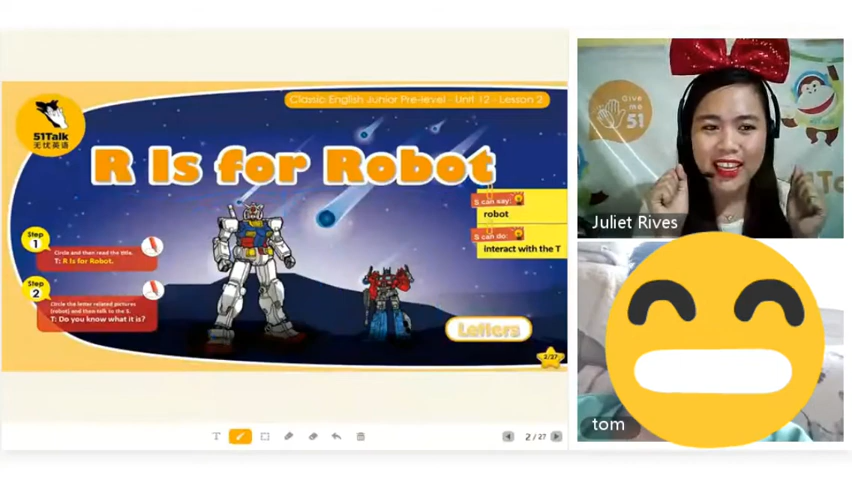 Classic English Junior Pre-level - Unit 12 - Lesson 2
51Talk
无忧英语
R Is for Robot
S can say:
robot
S can do:
interact with the T
Step
1
Circle and then read the title.
T: R Is for Robot.
Step
2
Circle the letter related pictures
(robot) and then talk to the S.
T: Do you know what it is?
Letters
2/27
T
2 / 27
Give
me
51
Juliet Rives
tom